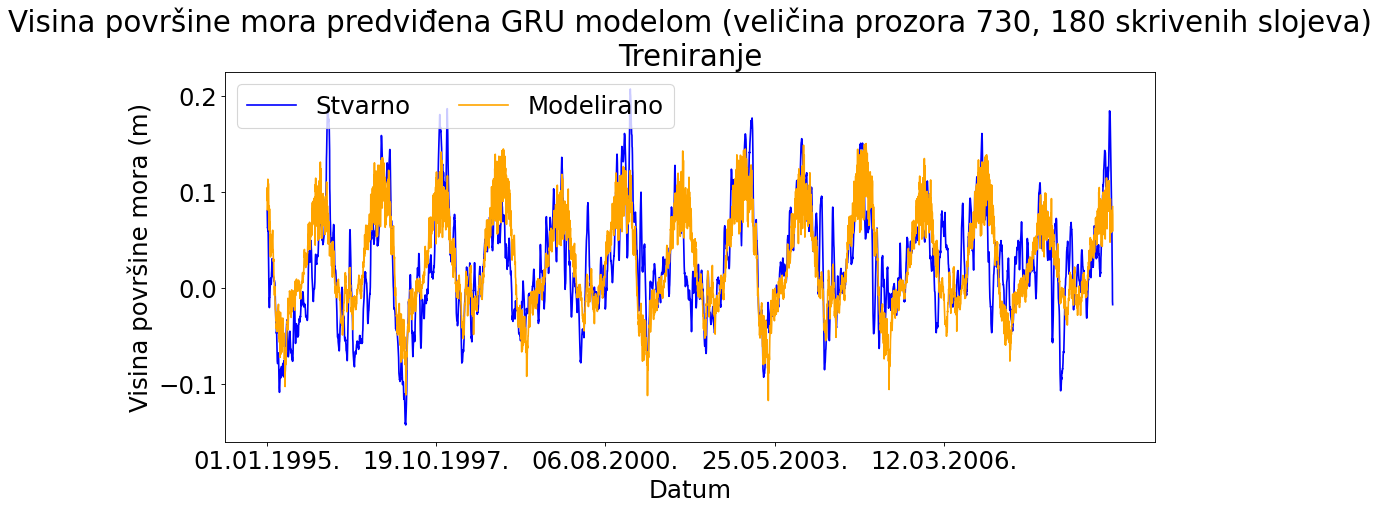 Visina površine mora predviđena GRU modelom (veličina prozora 730, 180 skrivenih slojeva)
Treniranje
Stvarno
Modelirano
Visina površine mora (m)
0.2
0.1
0.0
−0.1
01.01.1995.
19.10.1997.
06.08.2000.
25.05.2003.
12.03.2006.
Datum